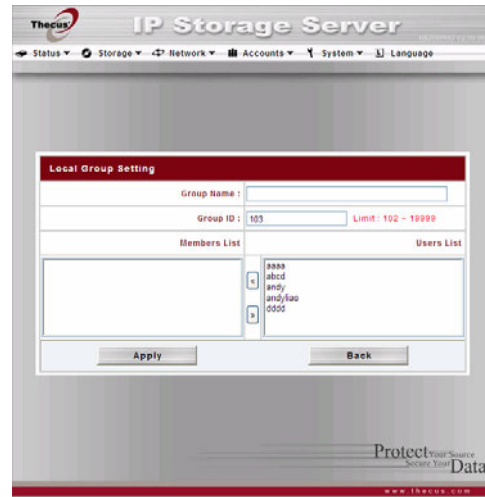 Thecus
IP Storage Server
Status Storage Network Accounts System Language
Local Group Setting
Group Name :
Group ID : 103 Limit : 102 - 19999
Members List Users List
«
»
aaaa
abcd
andy
andyliao
dddd
Apply Back
Protect Your Source
Secure Your Data
www.thecus.com